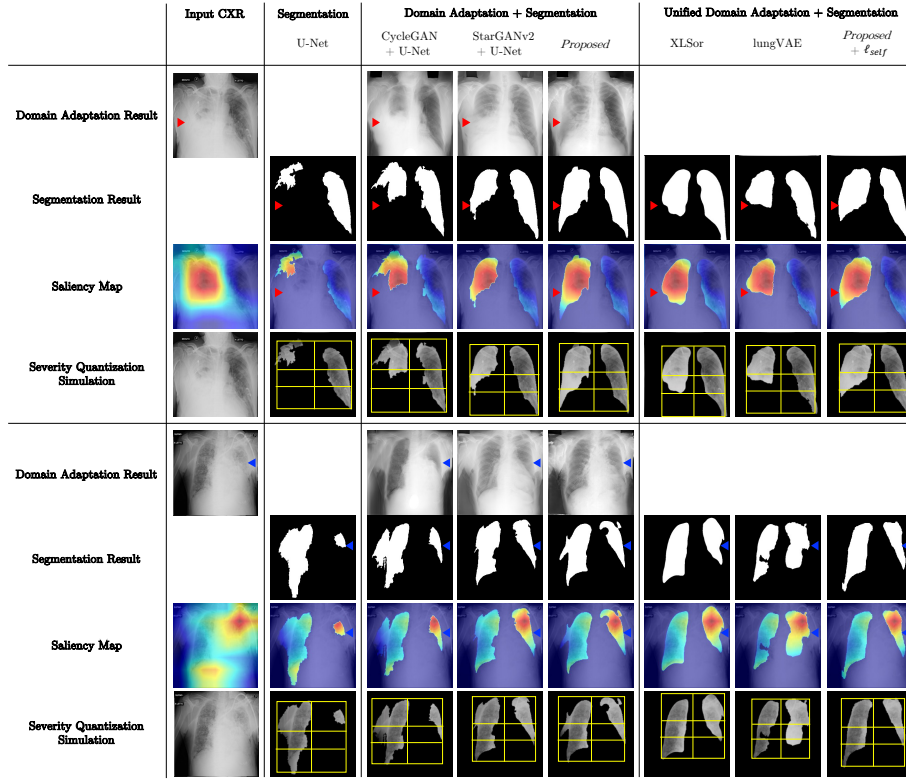 Input CXR
Segmentation
Domain Adaptation + Segmentation
Unified Domain Adaptation + Segmentation
U-Net
CycleGAN
+ U-Net
StarGANv2
+ U-Net
Proposed
XLSor
lungVAE
Proposed
+ ℓself
Domain Adaptation Result
Segmentation Result
Saliency Map
Severity Quantization
Simulation
Domain Adaptation Result
Segmentation Result
Saliency Map
Severity Quantization
Simulation